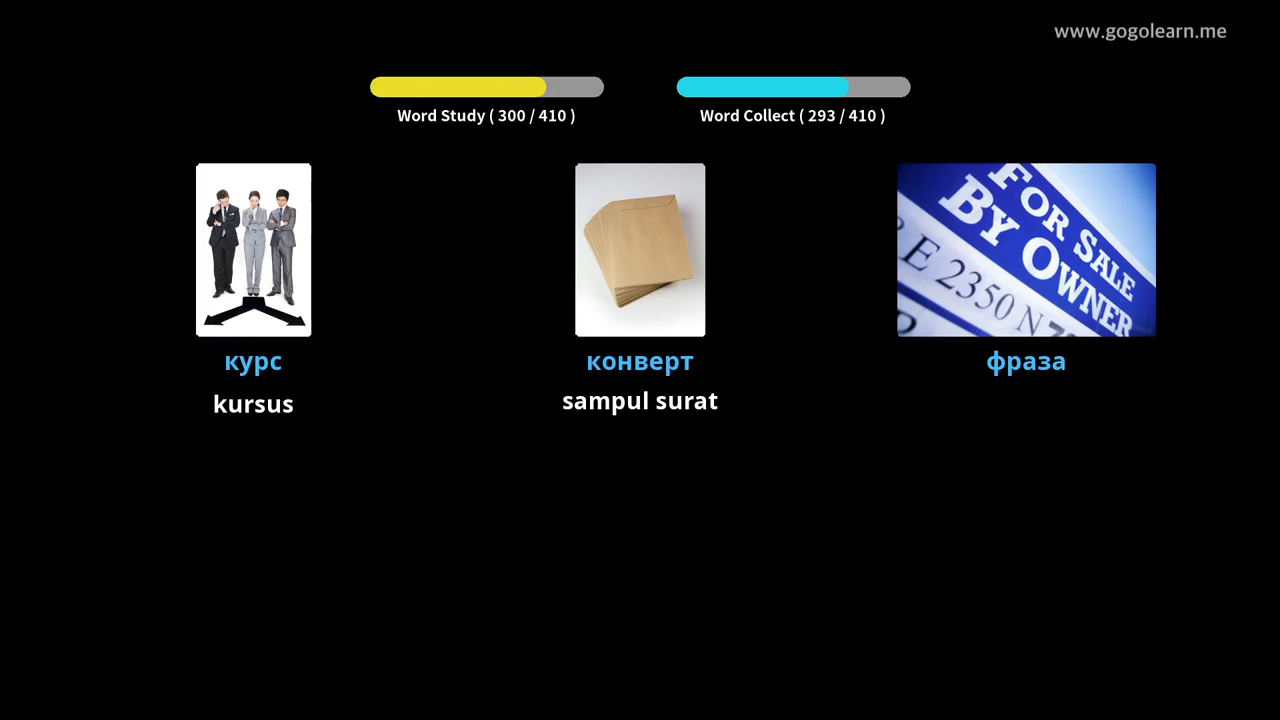 www.gogolearn.me
Word Study ( 300 / 410 )
Word Collect ( 293 / 410 )
FOR SALE
BY OWNER
E 2350 N
курс
конверт
фраза
kursus
sampul surat